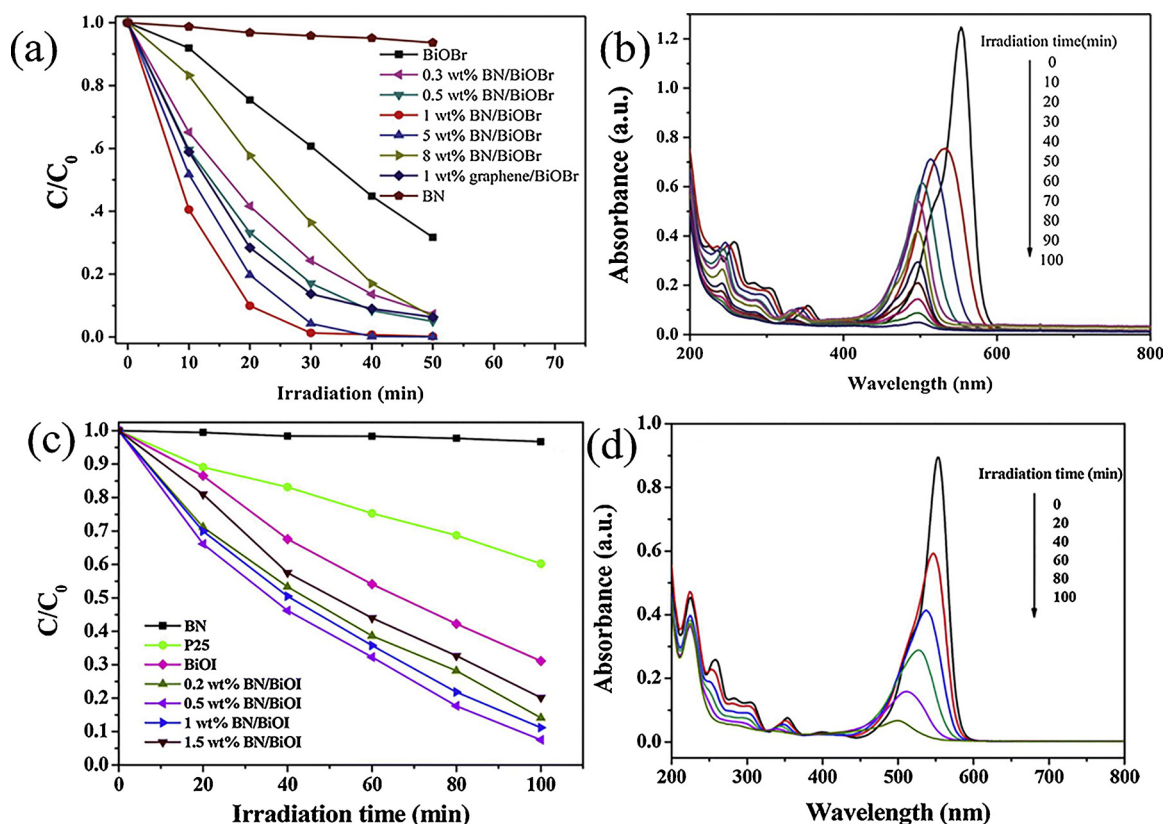 (a)
C/C0
1.0
0.8
.6
.4
0.2
0.0
BiOBr
0.3 wt% BN/BiOBr
0.5 wt% BN/BiOBr
1 wt% BN/BiOBr
5 wt% BN/BiOBr
8 wt% BN/BiOBr
1 wt% graphene/BiOBr
BN
0 10 20 30 40 50 60 70
Irradiation (min)
(b)
Absorbance (a.u.)
1.2
1.0
0.8
0.6
0.4
0.2
0.0
Irradiation time(min)
0
10
20
30
40
50
60
70
80
90
100
200 400 600 800
Wavelength (nm)
(c)
C/C0
1.0
0.9
0.8
0.7
0.6
0.5
0.4
0.3
0.2
0.1
0.0
BN
P25
BiOI
0.2 wt% BN/BiOI
0.5 wt% BN/BiOI
1 wt% BN/BiOI
1.5 wt% BN/BiOI
0 20 40 60 80 100
Irradiation time (min)
(d)
Absorbance (a.u.)
1.0
0.8
0.6
0.4
0.2
0.0
Irradiation time (min)
0
20
40
60
80
100
200 300 400 500 600 700 800
Wavelength (nm)